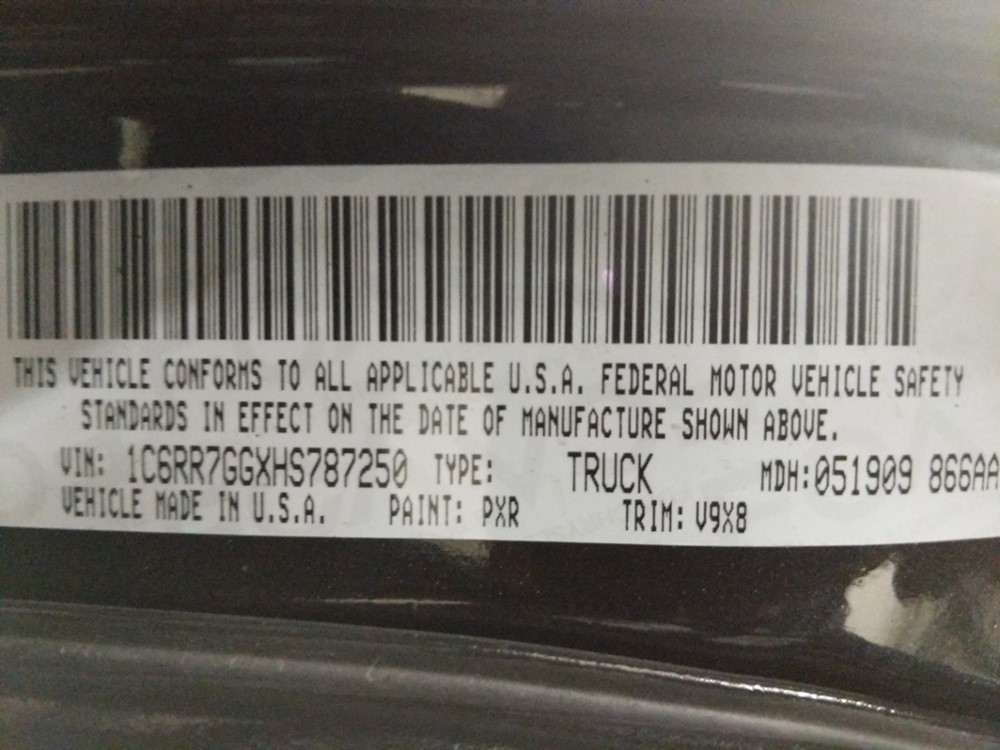 THIS VEHICLE CONFORMS TO ALL APPLICABLE U.S.A. FEDERAL MOTOR VEHICLE SAFETY
STANDARDS IN EFFECT ON THE DATE OF MANUFACTURE SHOWN ABOVE.
VIN: 1C6RR7GGXHS787250 TYPE: TRUCK MDH:051909 866AA
VEHICLE MADE IN U.S.A. PAINT: PXR TRIM: V9X8